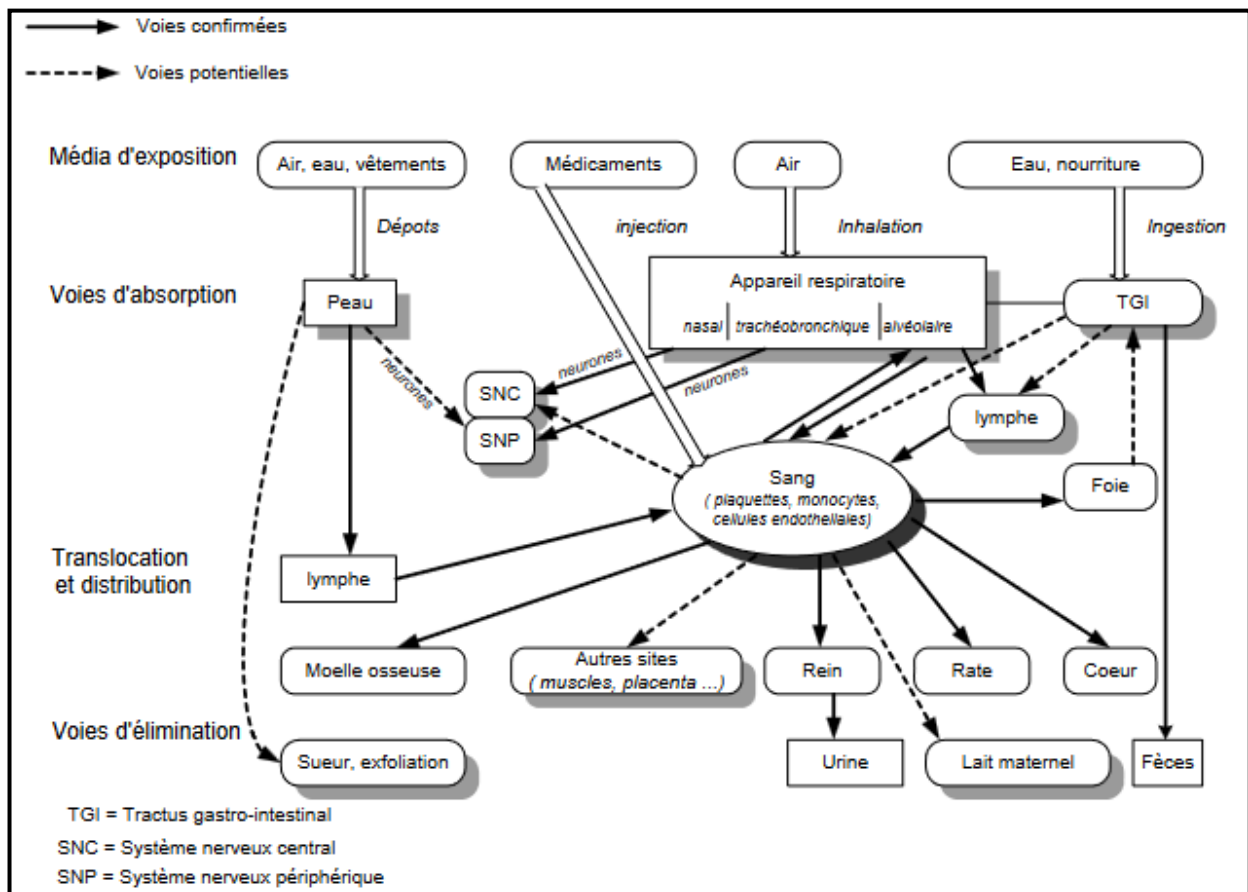 Voies confirmées
Voies potentielles
Média d'exposition
Air, eau, vêtements
Médicaments
Air
Eau, nourriture
Dépots
injection
Inhalation
Ingestion
Voies d'absorption
Peau
Appareil respiratoire
nasal trachéobronchique alvéolaire
TGI
neurones
neurones
neurones
SNC
SNP
lymphe
Sang
( plaquettes, monocytes,
cellules endothellales)
Foie
Translocation
et distribution
lymphe
Moelle osseuse
Autres sites
( muscles, placenta ...)
Rein
Rate
Coeur
Voies d'élimination
Sueur, exfoliation
Urine
Lait maternel
Fèces
TGI = Tractus gastro-intestinal
SNC = Système nerveux central
SNP = Système nerveux périphérique